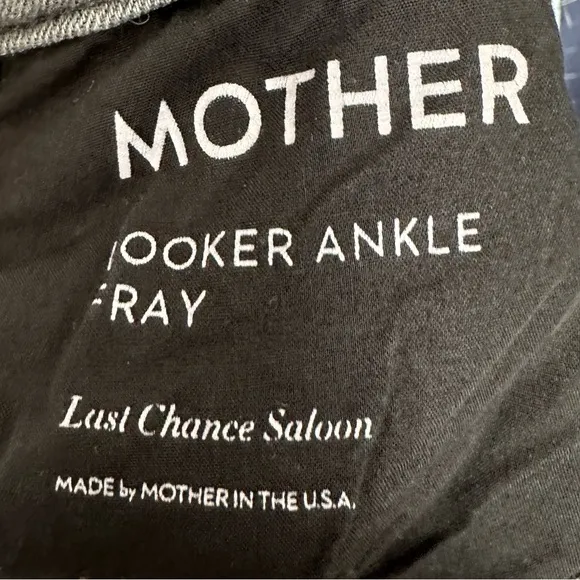 MOTHER
OOKER ANKLE
RAY
Last Chance Saloon
MADE by MOTHER IN THE U.S.A.